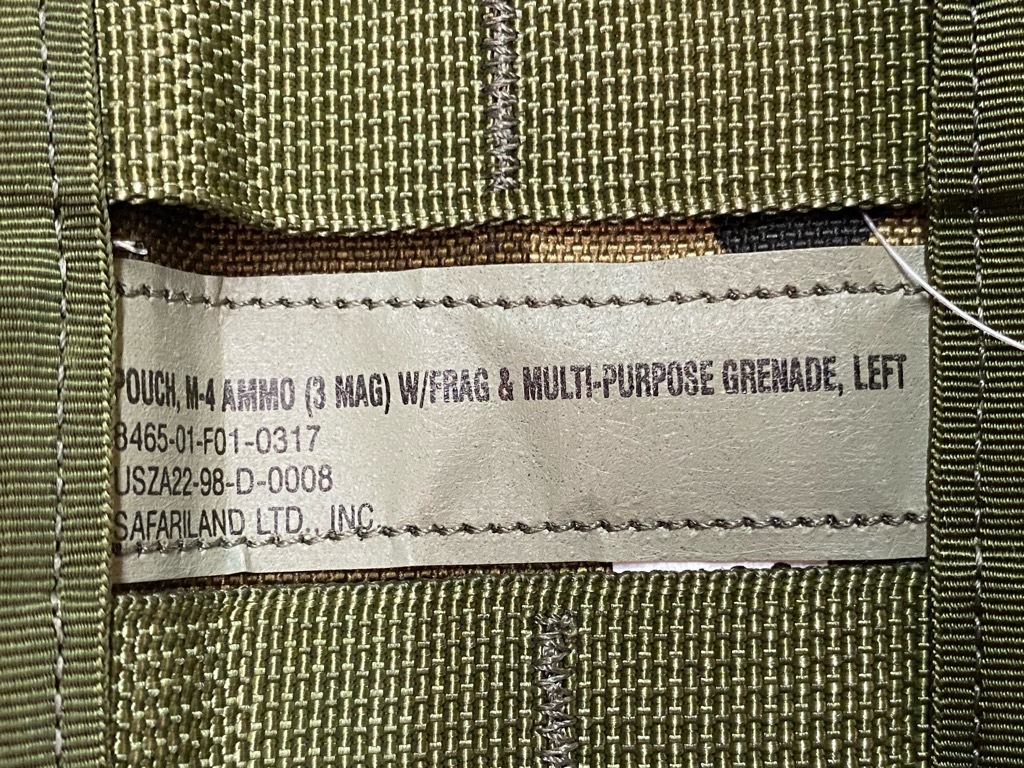 POUCH, M-4 AMMO (3 MAG) W/FRAG & MULTI-PURPOSE GRENADE, LEFT
8465-01-F01-0317
USZA22-98-D-0008
SAFARILAND LTD., INC.